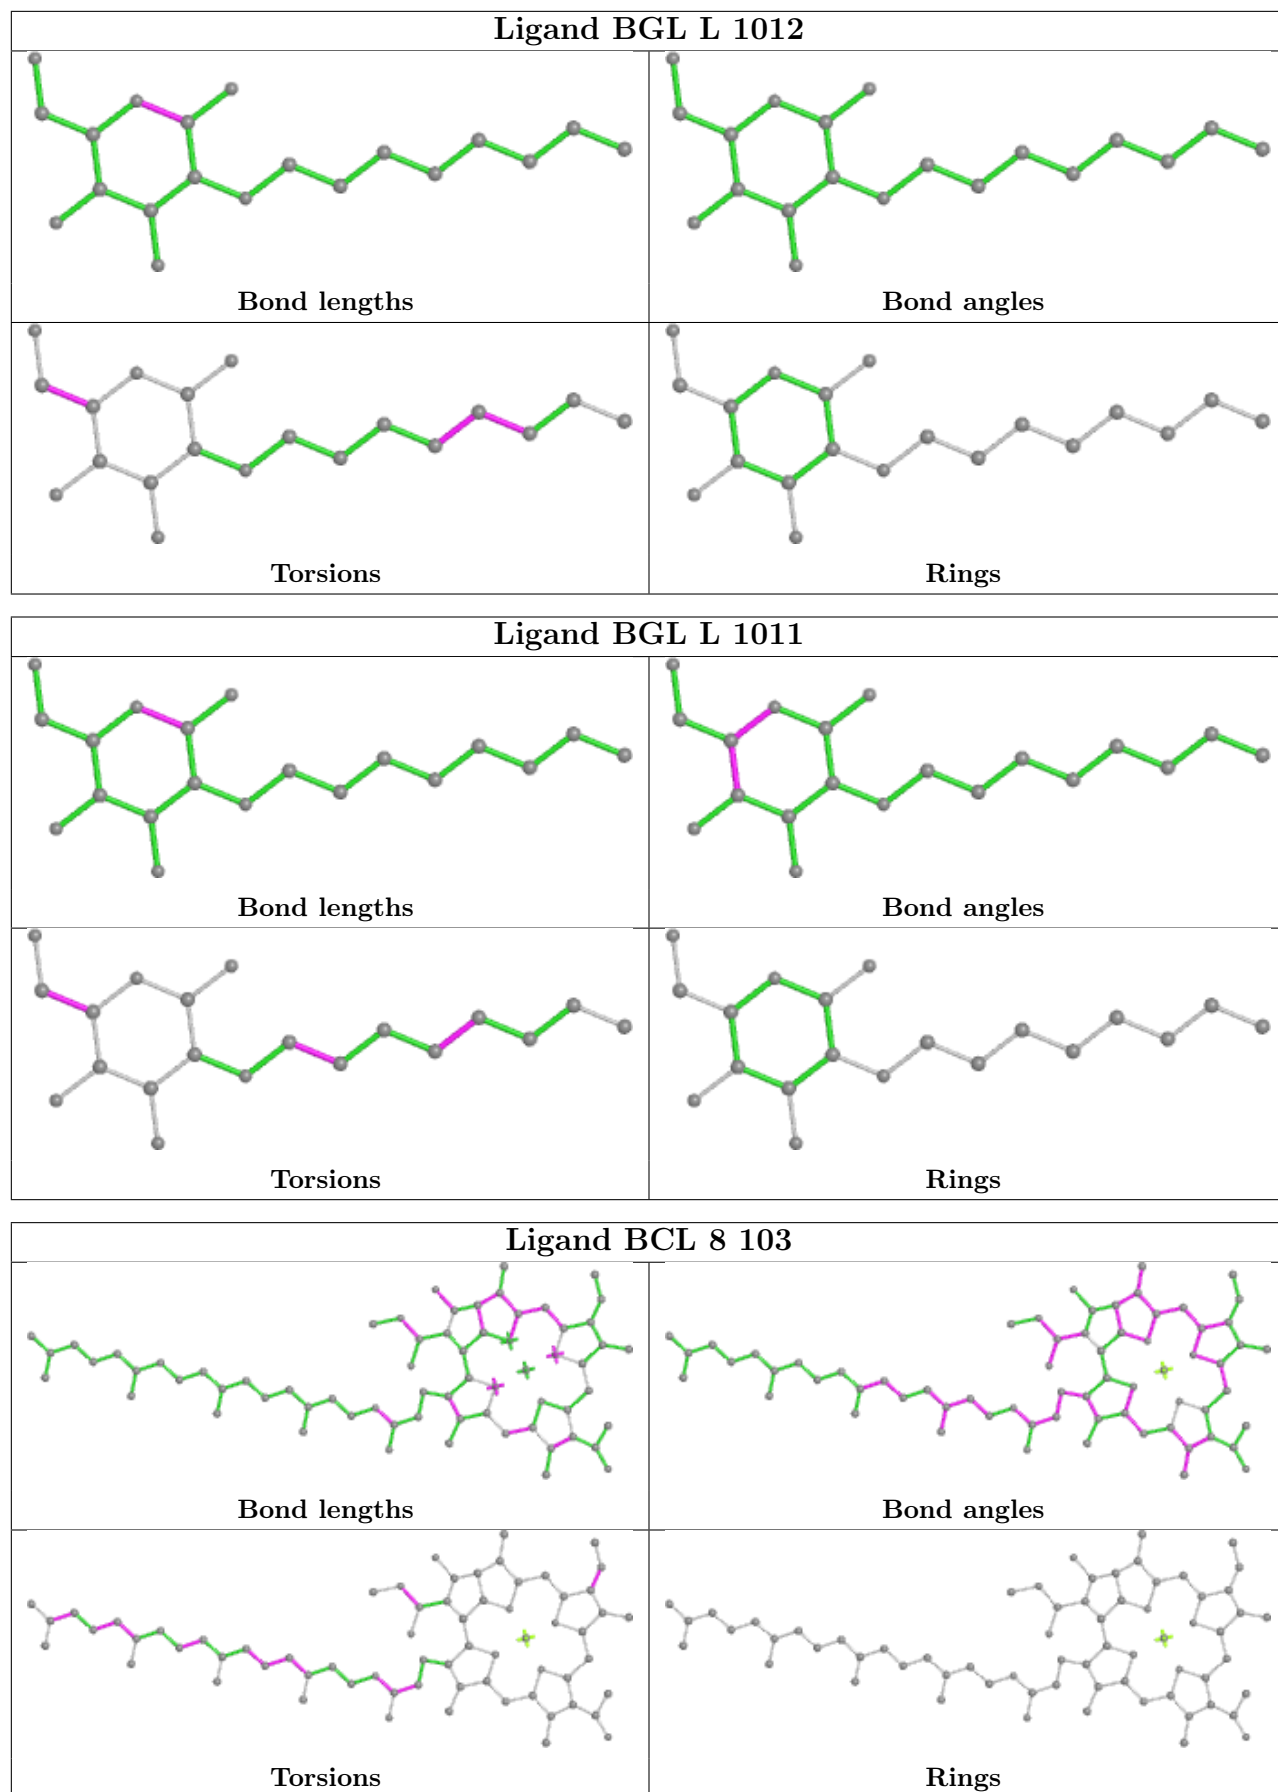 Ligand BGL L 1012
Bond lengths
Bond angles
Torsions
Rings
Ligand BGL L 1011
Bond lengths
Bond angles
Torsions
Rings
Ligand BCL 8 103
Bond lengths
Bond angles
Torsions
Rings